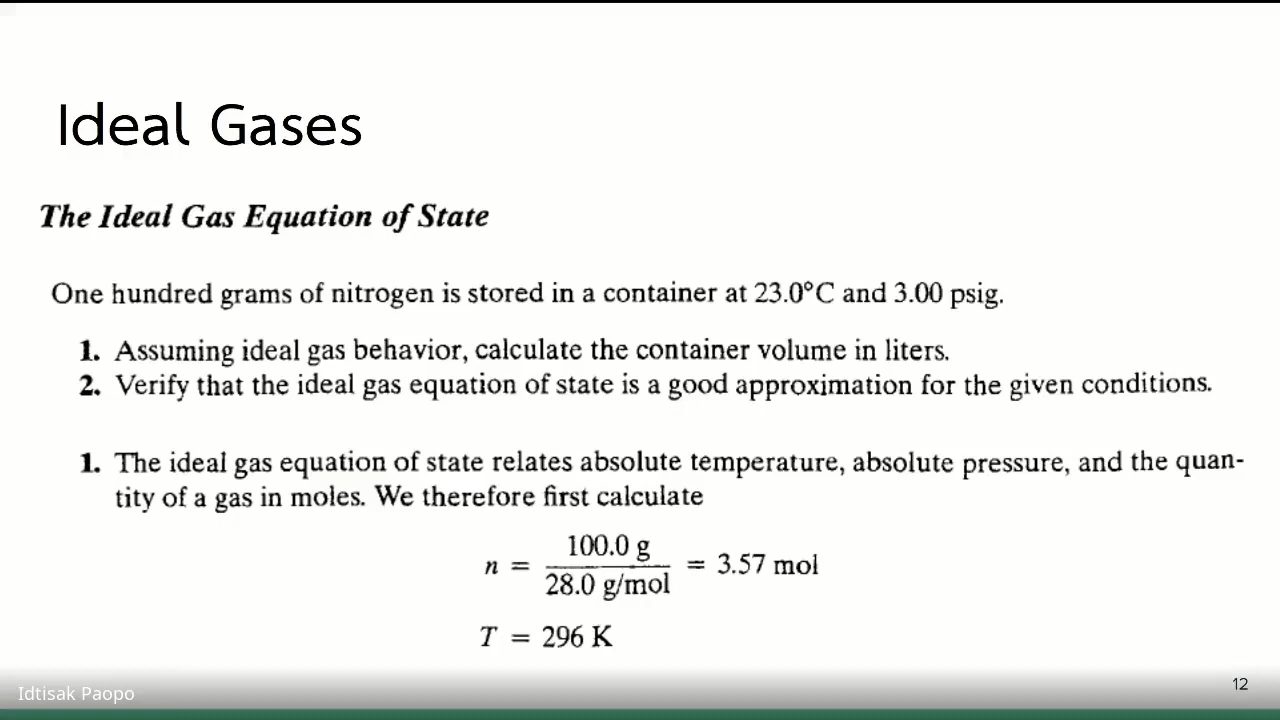 Ideal Gases
The Ideal Gas Equation of State
One hundred grams of nitrogen is stored in a container at 23.0°C and 3.00 psig.
1. Assuming ideal gas behavior, calculate the container volume in liters.
2. Verify that the ideal gas equation of state is a good approximation for the given conditions.
1. The ideal gas equation of state relates absolute temperature, absolute pressure, and the quan-
tity of a gas in moles. We therefore first calculate
n = 100.0 g / 28.0 g/mol = 3.57 mol
T = 296 K
Idtisak Paopo
12